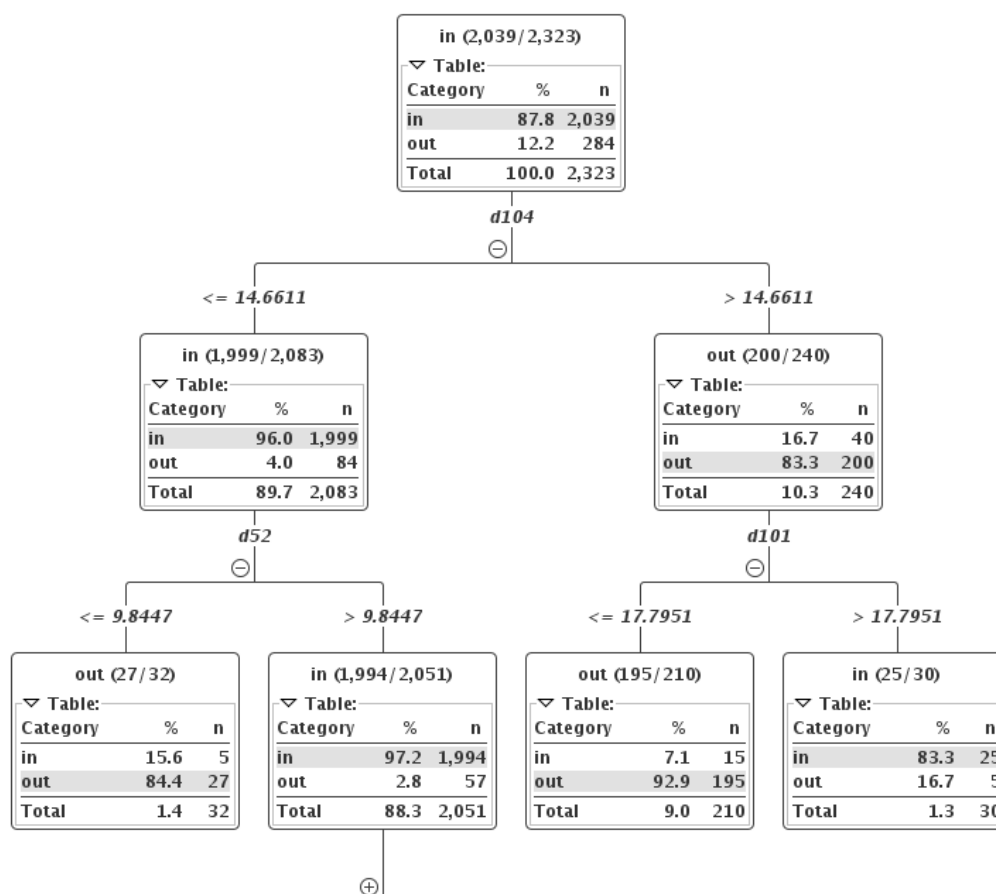 in (2,039/2,323)
Table:
Category % n
in 87.8 2,039
out 12.2 284
Total 100.0 2,323
d104
<= 14.6611
> 14.6611
in (1,999/2,083)
Table:
Category % n
in 96.0 1,999
out 4.0 84
Total 89.7 2,083
d52
out (200/240)
Table:
Category % n
in 16.7 40
out 83.3 200
Total 10.3 240
d101
<= 9.8447
> 9.8447
<= 17.7951
> 17.7951
out (27/32)
Table:
Category % n
in 15.6 5
out 84.4 27
Total 1.4 32
in (1,994/2,051)
Table:
Category % n
in 97.2 1,994
out 2.8 57
Total 88.3 2,051
out (195/210)
Table:
Category % n
in 7.1 15
out 92.9 195
Total 9.0 210
in (25/30)
Table:
Category % n
in 83.3 25
out 16.7 5
Total 1.3 30